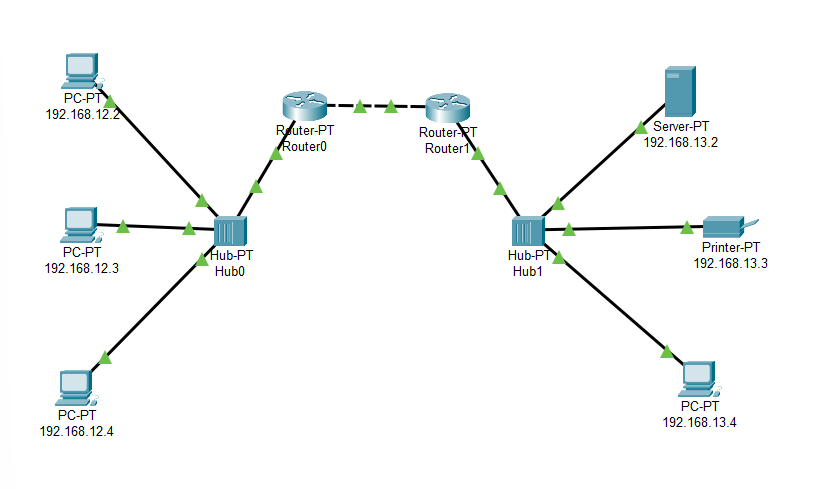 PC-PT
192.168.12.2
Router-PT
Router0
Router-PT
Router1
Server-PT
192.168.13.2
PC-PT
192.168.12.3
Hub-PT
Hub0
Hub-PT
Hub1
Printer-PT
192.168.13.3
PC-PT
192.168.12.4
PC-PT
192.168.13.4